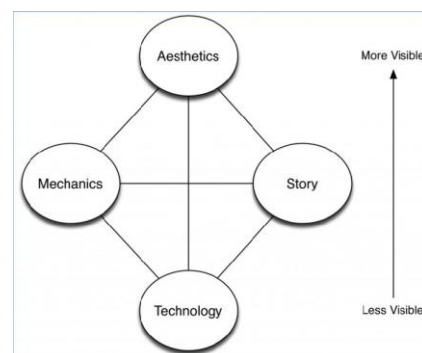 Aesthetics
More Visible
Mechanics
Story
Technology
Less Visible